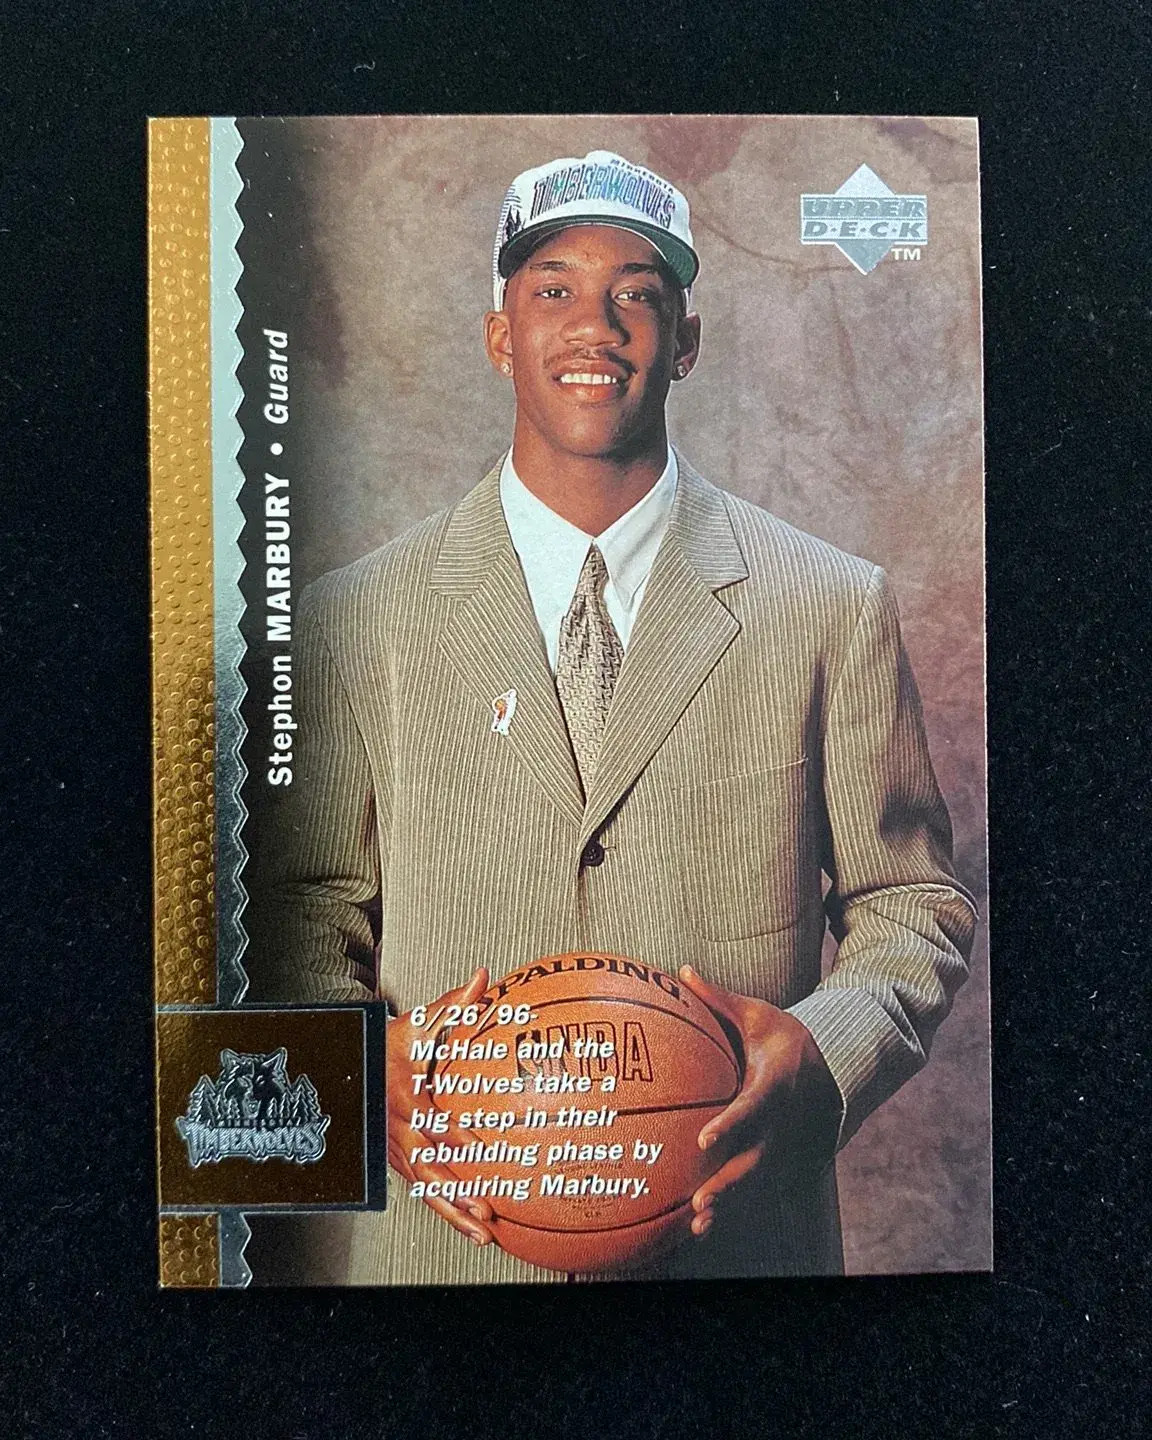 MINNESOTA
TIMBERWOLVES
UPPER
D·E·C·K
TM
Stephon MARBURY • Guard
SPALDING
NBA
6/26/96-
McHale and the
T-Wolves take a
big step in their
rebuilding phase by
acquiring Marbury.
MINNESOTA
TIMBERWOLVES